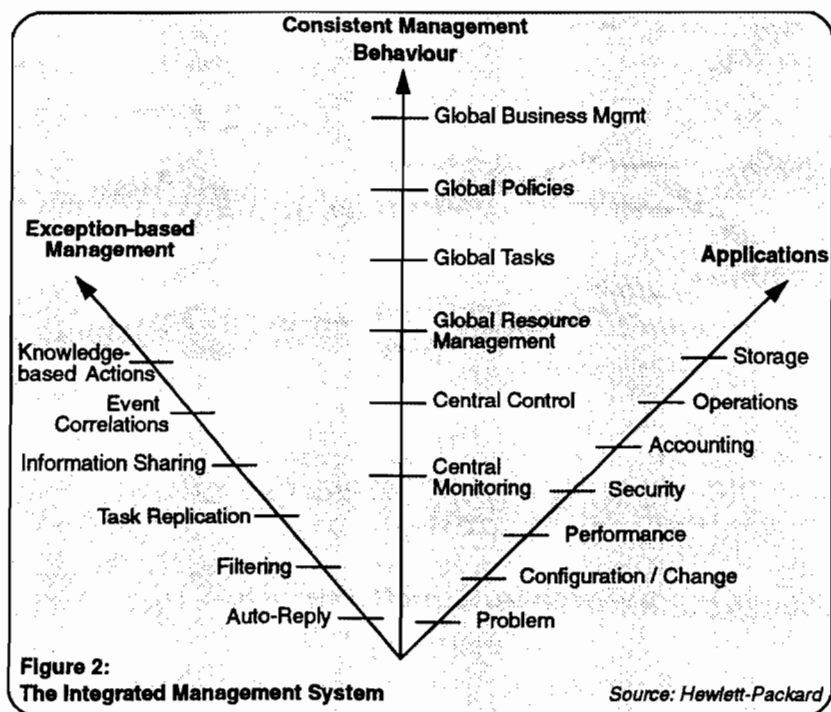 Consistent Management
Behaviour
Global Business Mgmt
Global Policies
Exception-based
Management
Global Tasks
Applications
Global Resource
Management
Knowledge-
based Actions
Storage
Event
Correlations
Central Control
Operations
Accounting
Information Sharing
Central
Monitoring
Security
Task Replication
Performance
Filtering
Configuration / Change
Auto-Reply
Problem
Figure 2:
The Integrated Management System
Source: Hewlett-Packard